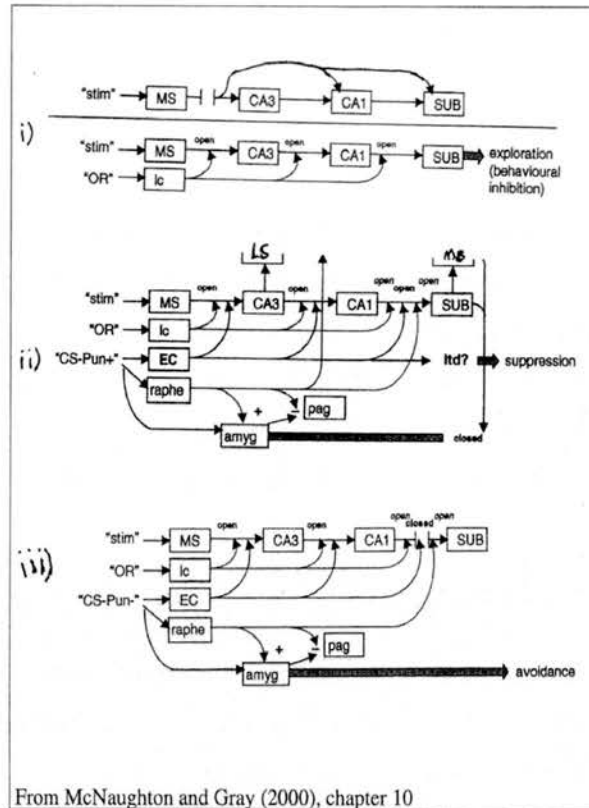 "stim" MS CA3 CA1 SUB
i)
open open open
"stim" MS CA3 CA1 SUB exploration
"OR" lc (behavioural
inhibition)
LS MB
open open open open open
"stim" MS CA3 CA1 SUB
"OR" lc
ii) "CS-Pun+" EC ltd? suppression
raphe
+ - pag
amyg closed
open open open closed open
"stim" MS CA3 CA1 SUB
iii)
"OR" lc
"CS-Pun-" EC
raphe
+ - pag
amyg avoidance
From McNaughton and Gray (2000), chapter 10